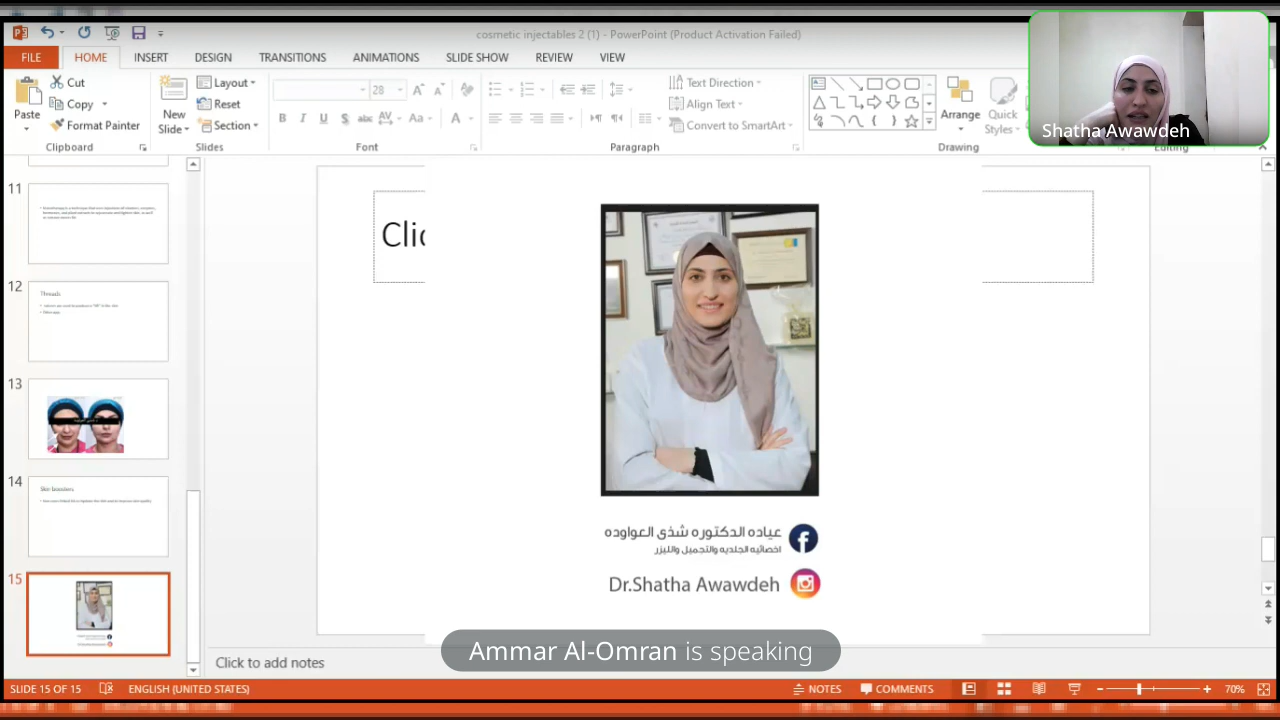 cosmetic injectables 2 (1) - PowerPoint (Product Activation Failed)
FILE HOME INSERT DESIGN TRANSITIONS ANIMATIONS SLIDE SHOW REVIEW VIEW
Paste
Cut
Copy
Format Painter
Clipboard
New
Slide
Layout
Reset
Section
Slides
28
Font
Text Direction
Align Text
Convert to SmartArt
Paragraph
Arrange
Quick
Styles
Drawing
Editing
Shatha Awawdeh
11
12
Threads
13
14
Skin boosters
15
Clic
عياده الدكتوره شذى العواوده
اخصائيه الجلديه والتجميل والليزر
Dr.Shatha Awawdeh
Ammar Al-Omran is speaking
Click to add notes
SLIDE 15 OF 15 ENGLISH (UNITED STATES) NOTES COMMENTS 70%